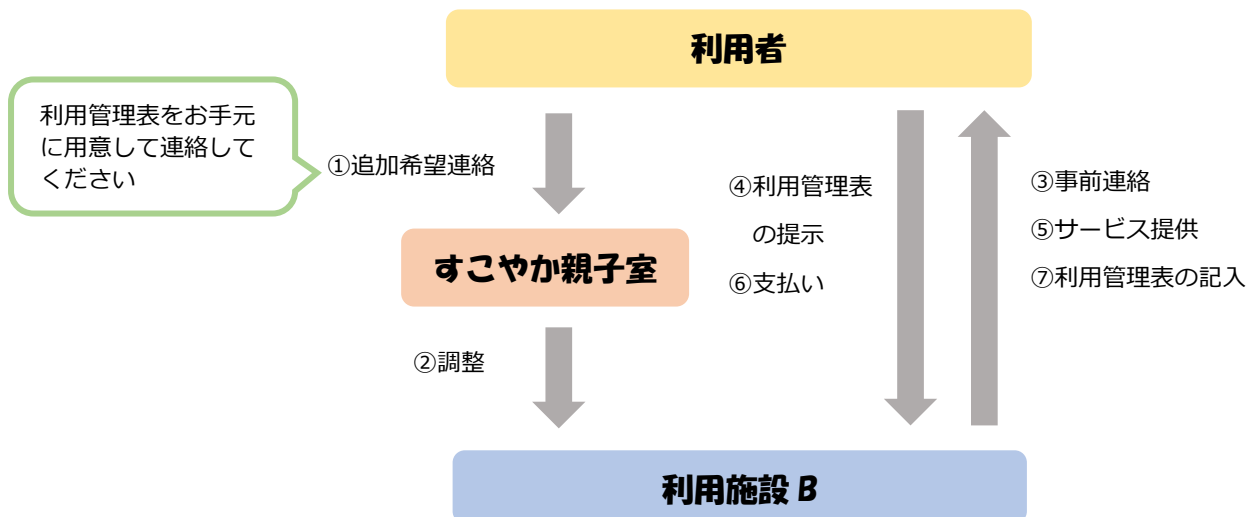 利用者
利用管理表をお手元
に用意して連絡して
ください
①追加希望連絡
④利用管理表
の提示
⑥支払い
③事前連絡
⑤サービス提供
⑦利用管理表の記入
すこやか親子室
②調整
利用施設 B